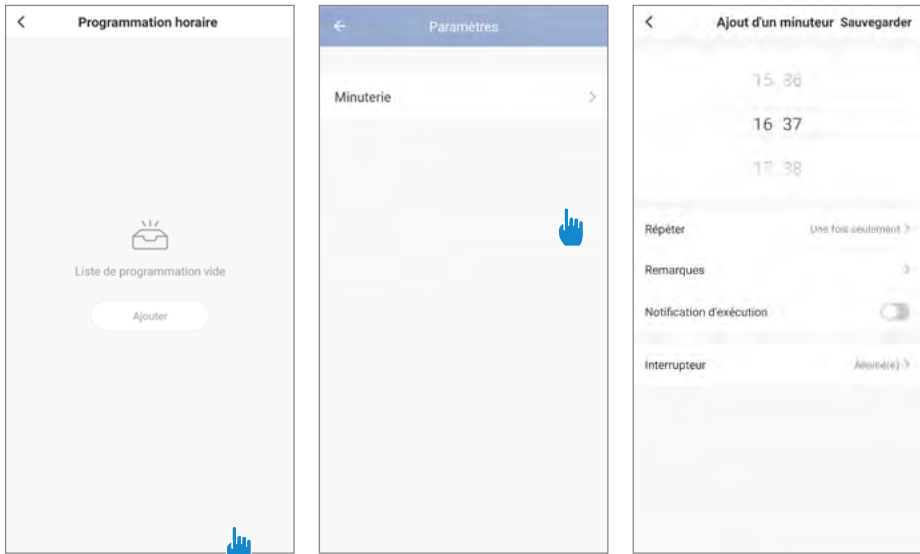 Programmation horaire
Liste de programmation vide
Ajouter
Paramètres
Minuterie
Ajout d'un minuteur Sauvegarder
15 36
16 37
17 38
Répéter Une fois seulement
Remarques
Notification d'exécution
Interrupteur